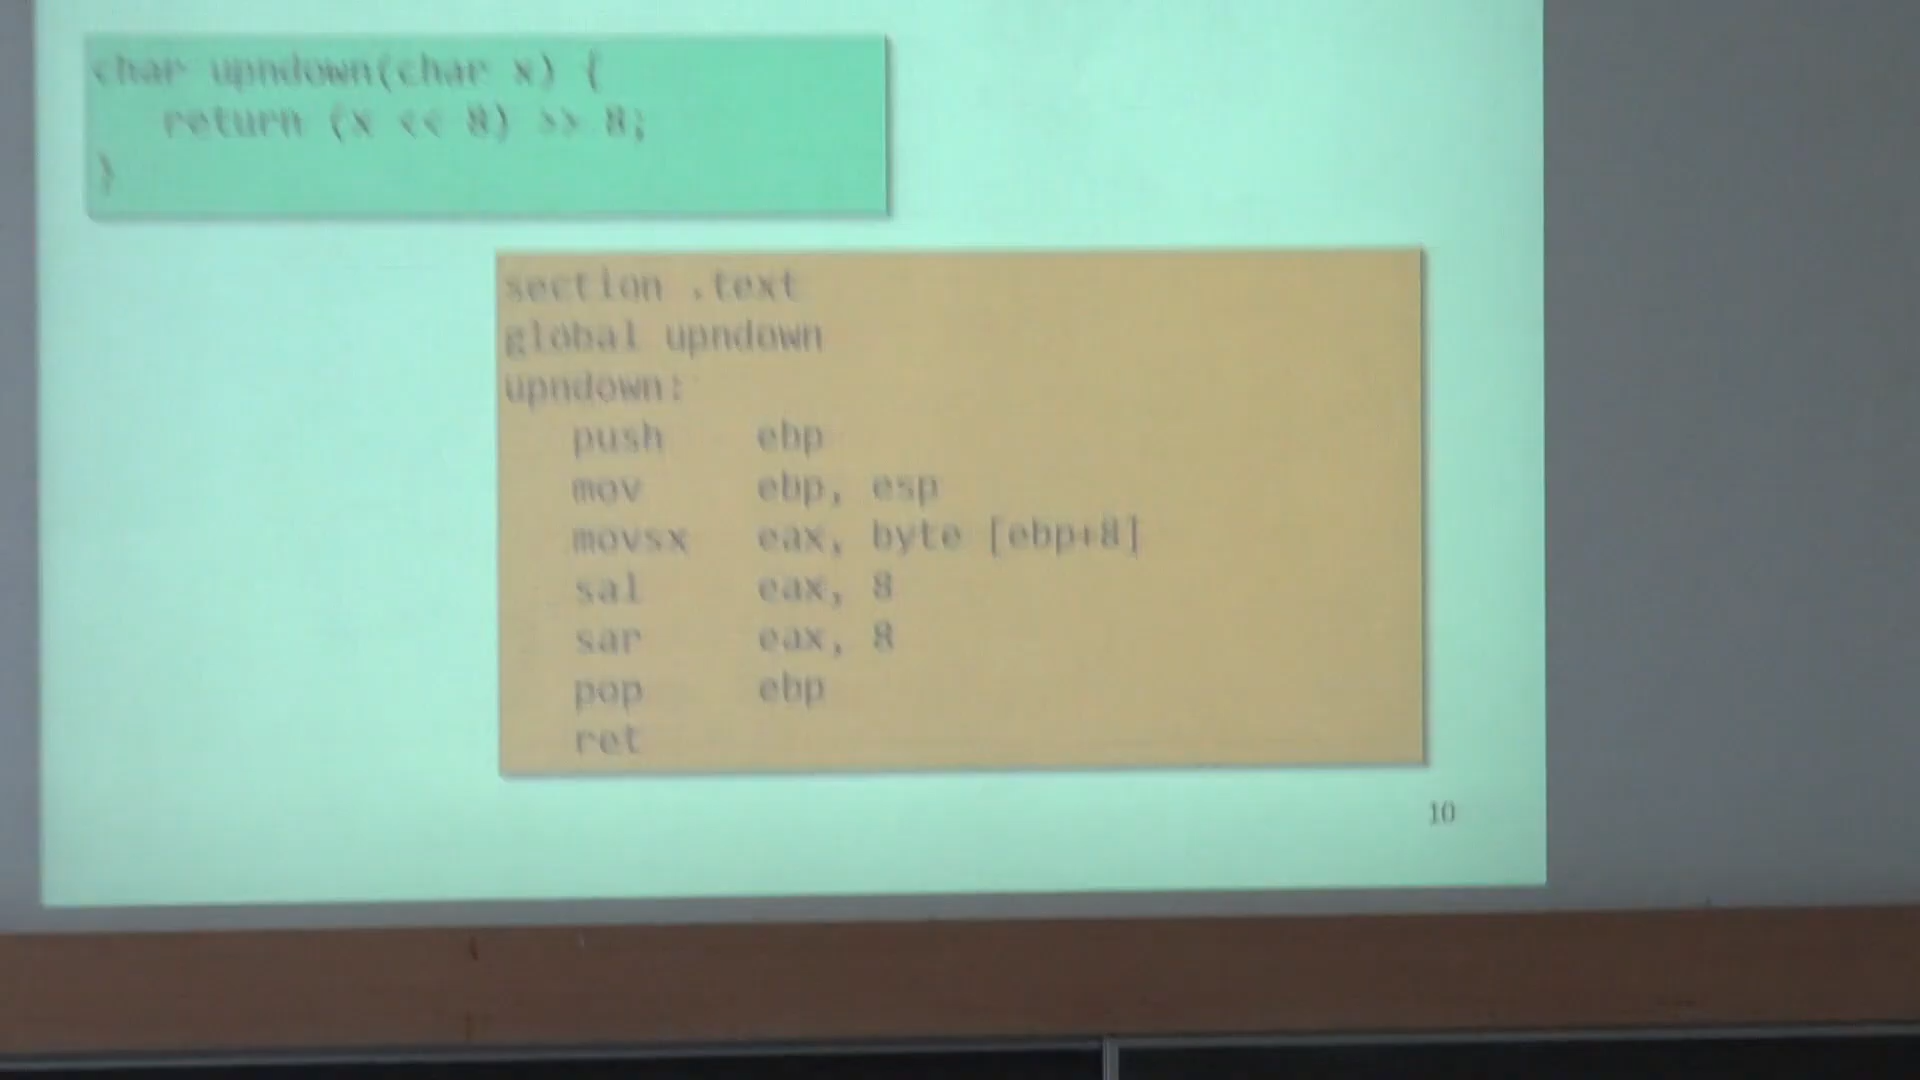 char upndown(char x) {
return (x << 8) >> 8;
}
section .text
global upndown
upndown:
push ebp
mov ebp, esp
movsx eax, byte [ebp+8]
sal eax, 8
sar eax, 8
pop ebp
ret
10